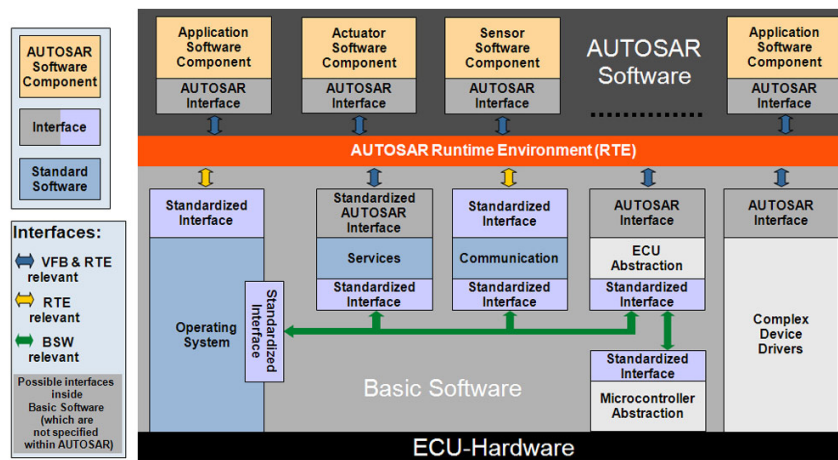 AUTOSAR
Software
Component
Interface
Standard
Software
Interfaces:
VFB & RTE
relevant
RTE
relevant
BSW
relevant
Possible interfaces
inside
Basic Software
(which are
not specified
within AUTOSAR)
Application
Software
Component
AUTOSAR
Interface
Actuator
Software
Component
AUTOSAR
Interface
Sensor
Software
Component
AUTOSAR
Interface
AUTOSAR
Software
Application
Software
Component
AUTOSAR
Interface
AUTOSAR Runtime Environment (RTE)
Standardized
Interface
Operating
System
Standardized
Interface
Standardized
AUTOSAR
Interface
Services
Standardized
Interface
Standardized
Interface
Communication
Standardized
Interface
AUTOSAR
Interface
ECU
Abstraction
Standardized
Interface
Standardized
Interface
Microcontroller
Abstraction
AUTOSAR
Interface
Complex
Device
Drivers
Basic Software
ECU-Hardware